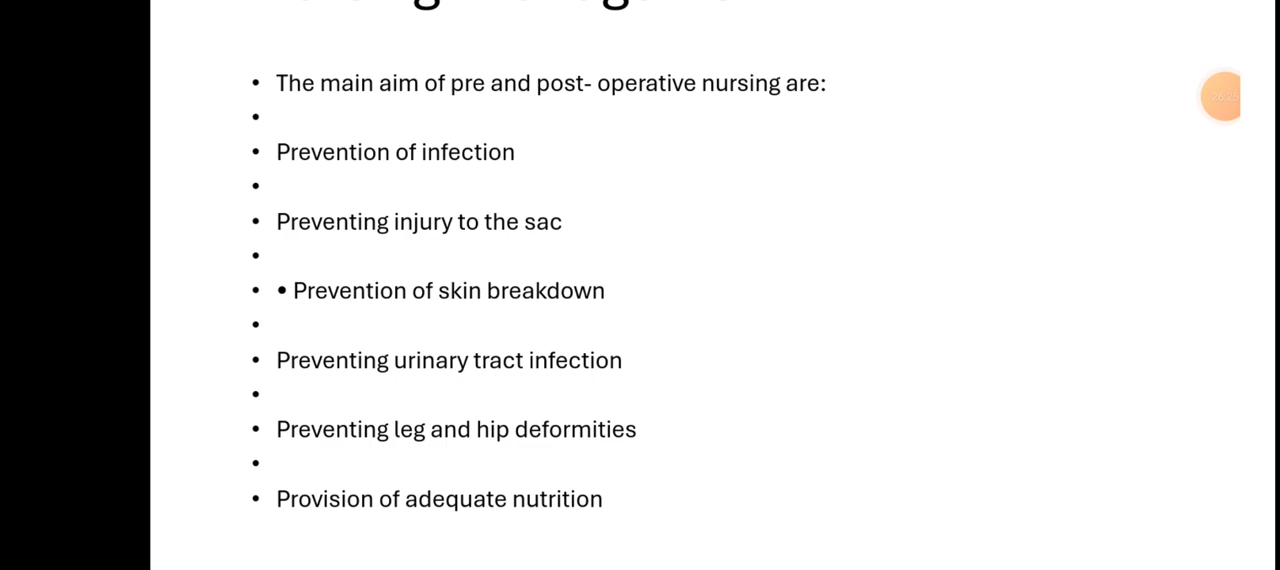 • The main aim of pre and post- operative nursing are:
•
• Prevention of infection
•
• Preventing injury to the sac
•
• • Prevention of skin breakdown
•
• Preventing urinary tract infection
•
• Preventing leg and hip deformities
•
• Provision of adequate nutrition